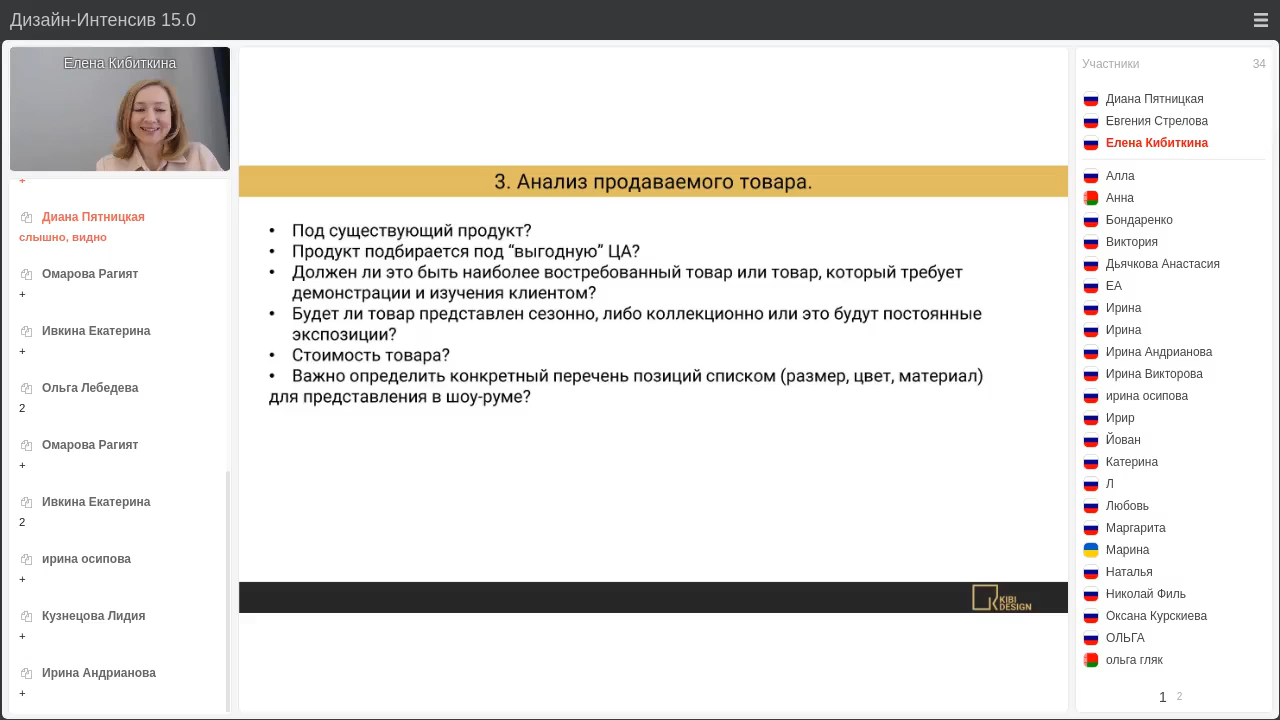 Дизайн-Интенсив 15.0
Елена Кибиткина
+
Диана Пятницкая
слышно, видно
Омарова Рагият
+
Ивкина Екатерина
+
Ольга Лебедева
2
Омарова Рагият
+
Ивкина Екатерина
2
ирина осипова
+
Кузнецова Лидия
+
Ирина Андрианова
+
3. Анализ продаваемого товара.
• Под существующий продукт?
• Продукт подбирается под “выгодную” ЦА?
• Должен ли это быть наиболее востребованный товар или товар, который требует
демонстрации и изучения клиентом?
• Будет ли товар представлен сезонно, либо коллекционно или это будут постоянные
экспозиции?
• Стоимость товара?
• Важно определить конкретный перечень позиций списком (размер, цвет, материал)
для представления в шоу-руме?
KIBI
DESIGN
Участники 34
Диана Пятницкая
Евгения Стрелова
Елена Кибиткина
Алла
Анна
Бондаренко
Виктория
Дьячкова Анастасия
ЕА
Ирина
Ирина
Ирина Андрианова
Ирина Викторова
ирина осипова
Ирир
Йован
Катерина
Л
Любовь
Маргарита
Марина
Наталья
Николай Филь
Оксана Курскиева
ОЛЬГА
ольга гляк
1 2